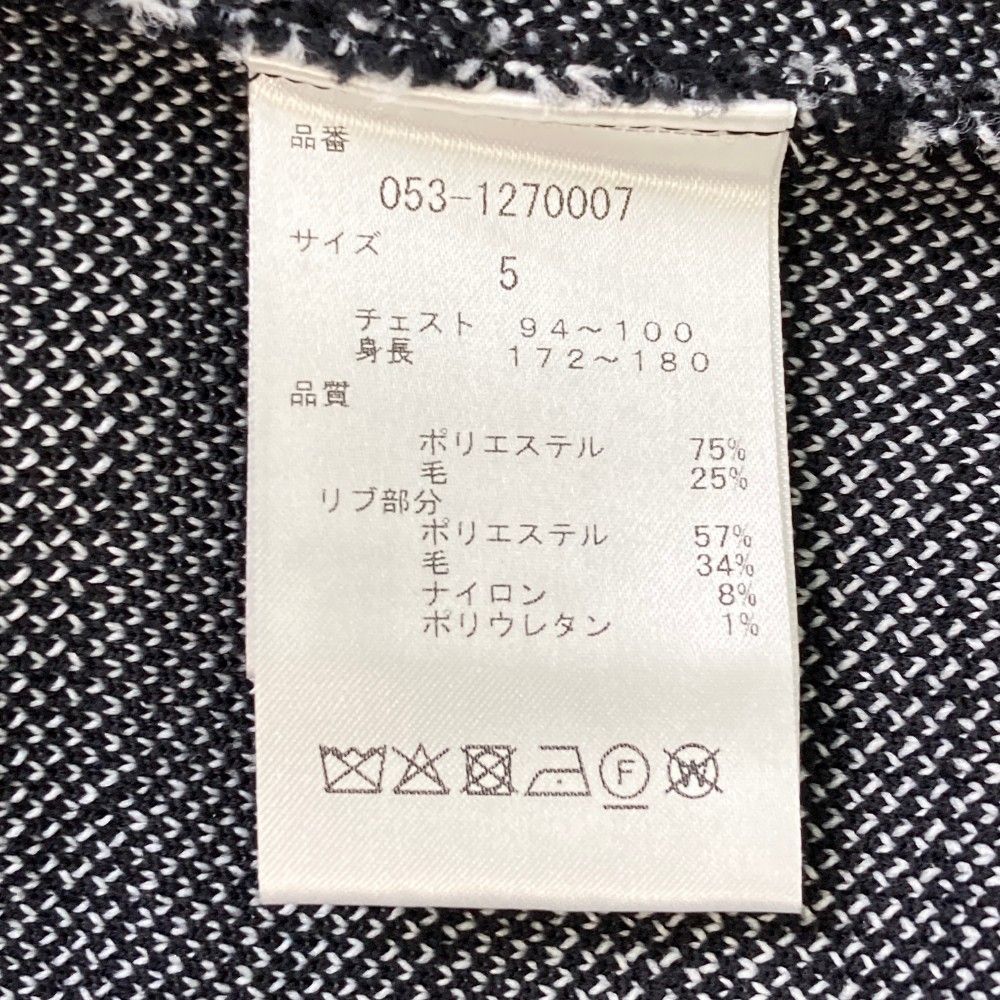 品番
053-1270007
サイズ
5
チェスト 94～100
身長 172～180
品質
ポリエステル 75%
毛 25%
リブ部分
ポリエステル 57%
毛 34%
ナイロン 8%
ポリウレタン 1%
F W